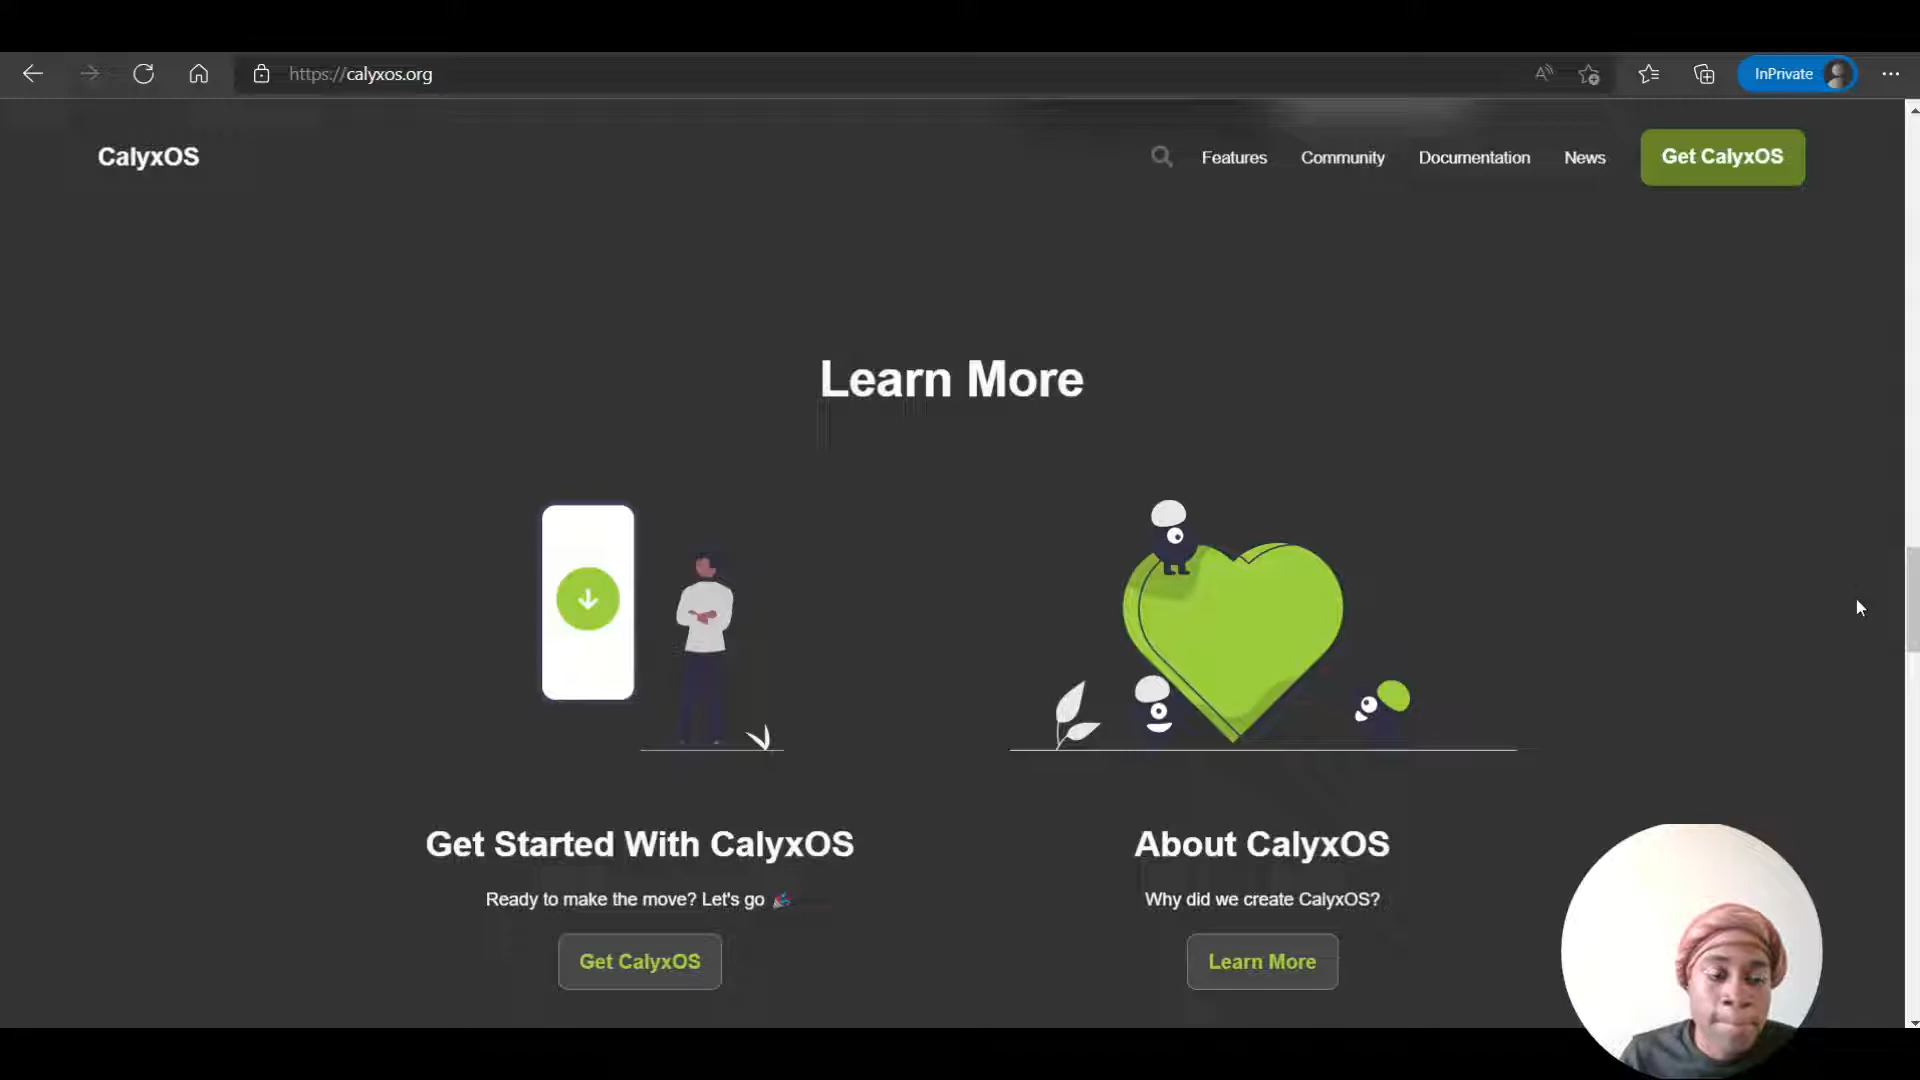 https://calyxos.org
InPrivate
CalyxOS
Features
Community
Documentation
News
Get CalyxOS
Learn More
Get Started With CalyxOS
Ready to make the move? Let's go 🎉
Get CalyxOS
About CalyxOS
Why did we create CalyxOS?
Learn More